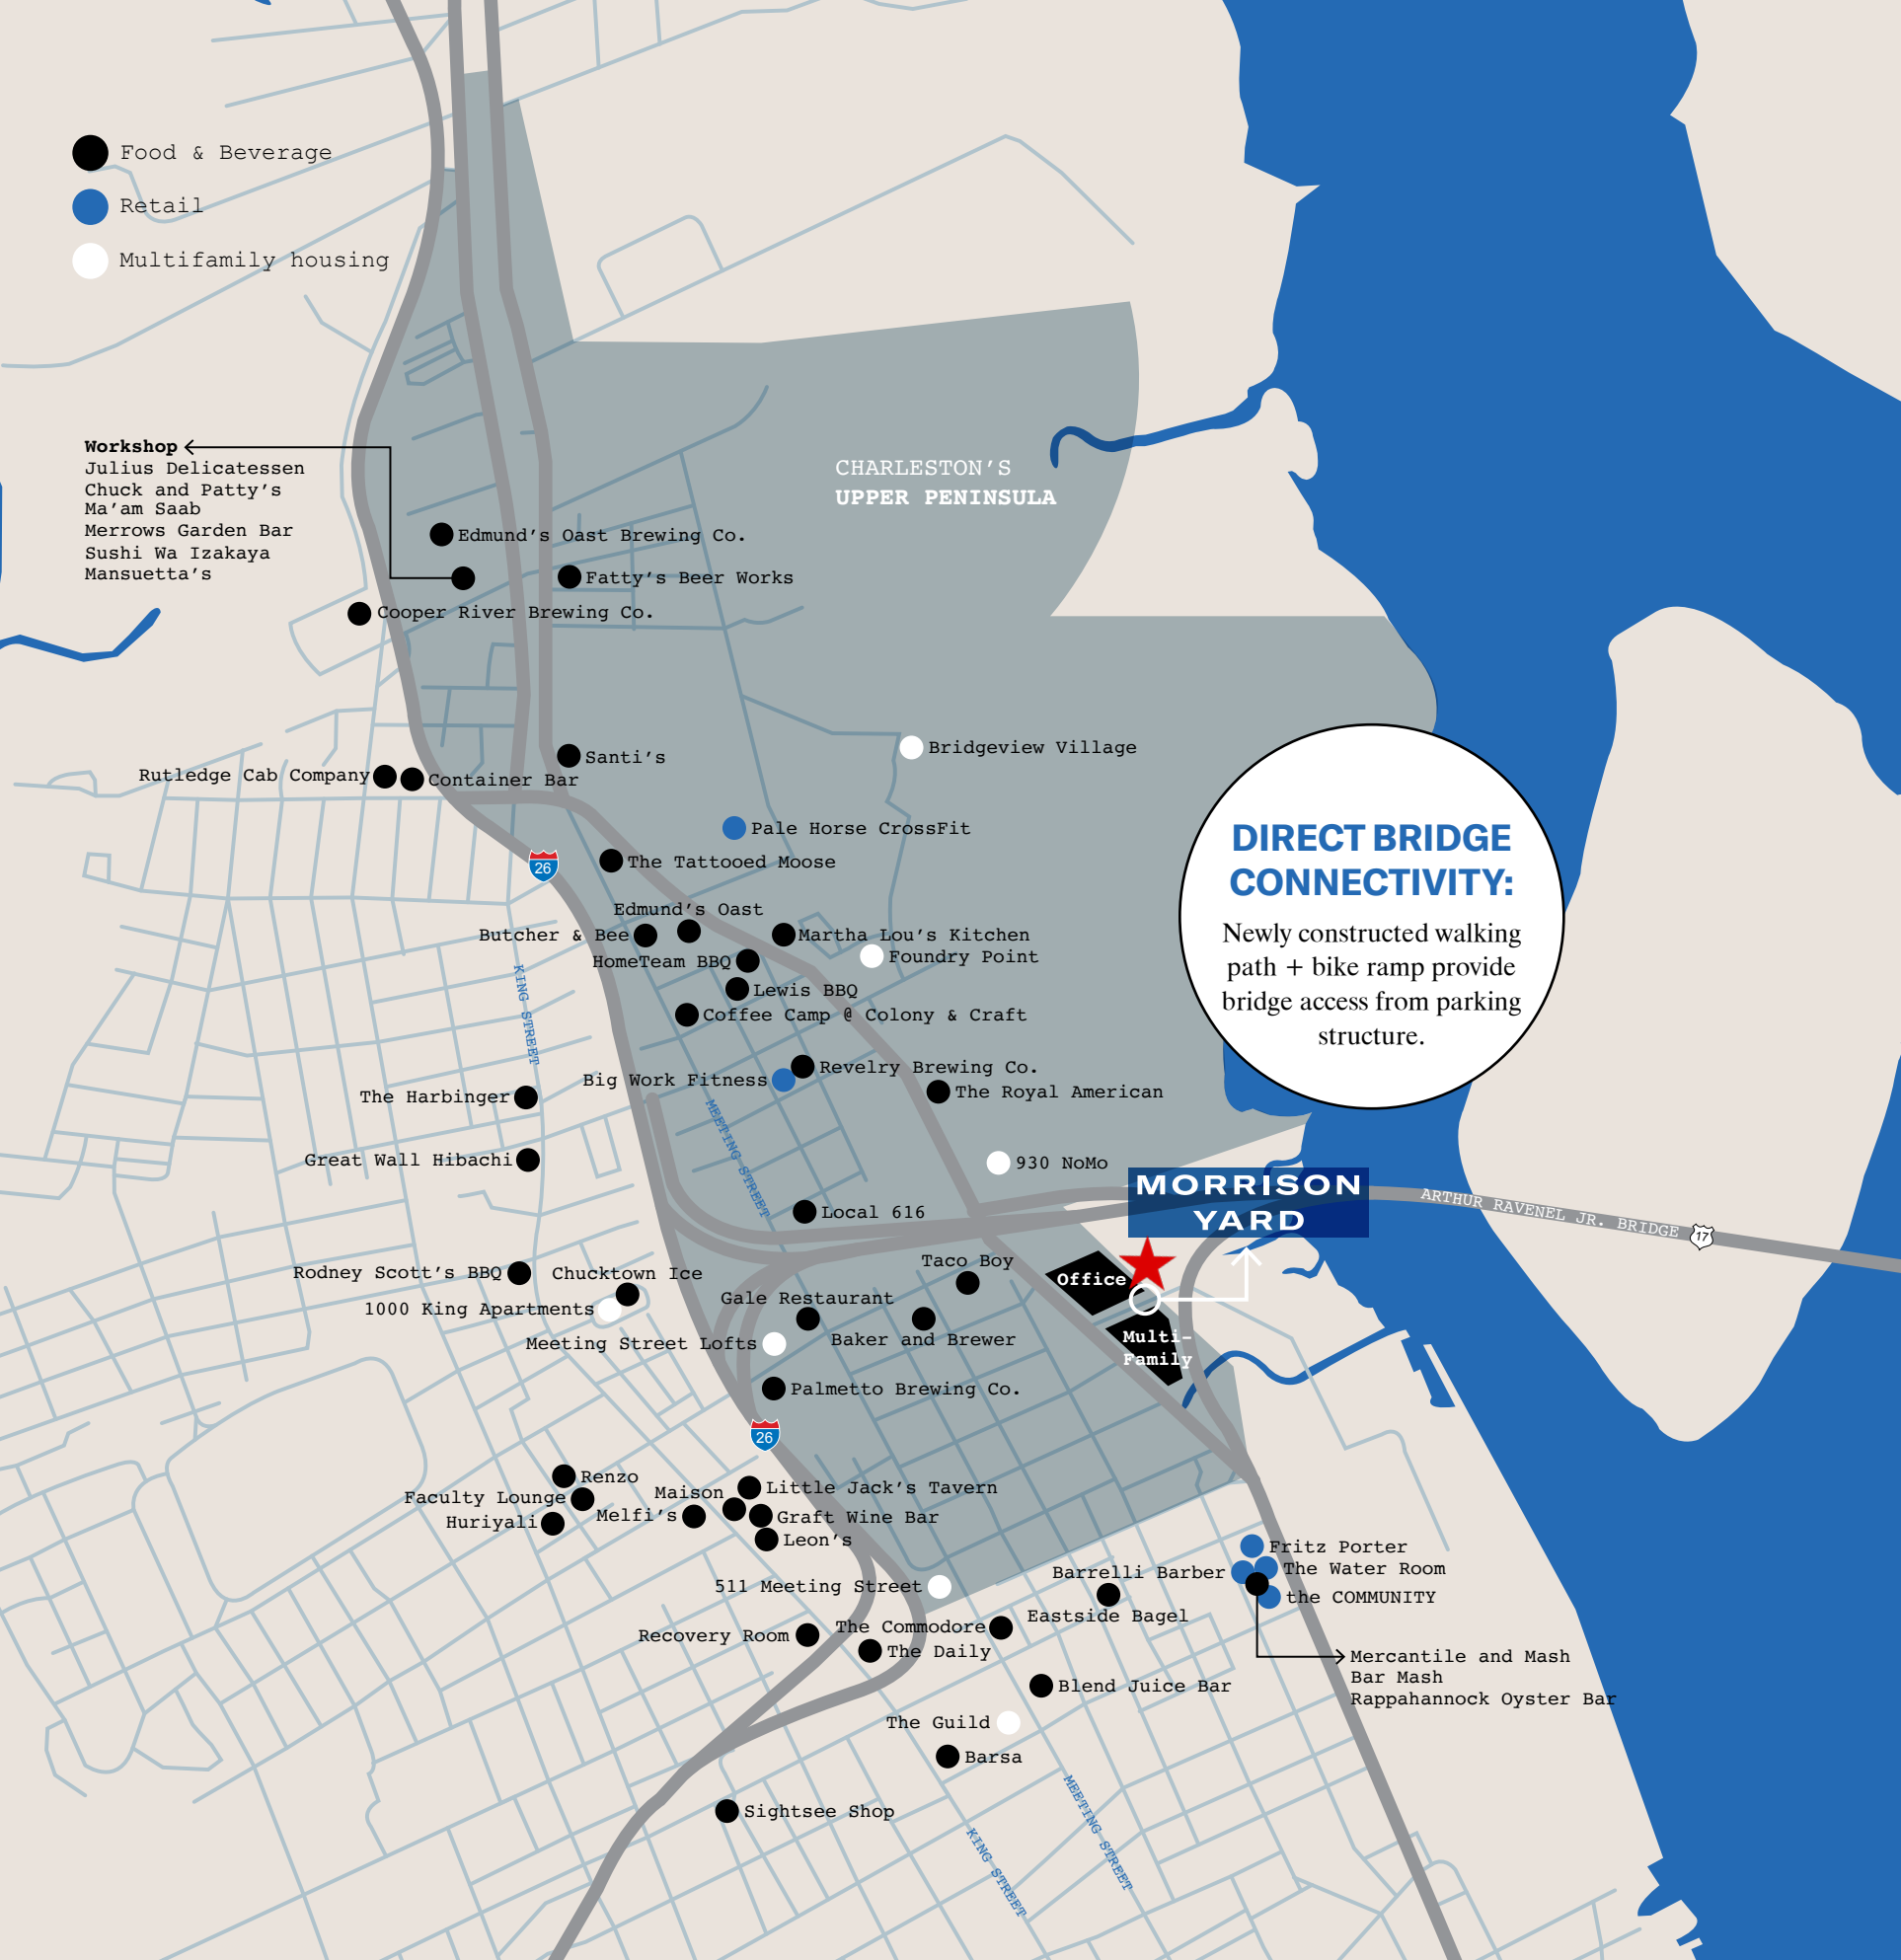 Food & Beverage
Retail
Multifamily housing
Workshop
Julius Delicatessen
Chuck and Patty's
Ma'am Saab
Merrows Garden Bar
Sushi Wa Izakaya
Mansuetta's
CHARLESTON'S
UPPER PENINSULA
Edmund's Oast Brewing Co.
Fatty's Beer Works
Cooper River Brewing Co.
Bridgeview Village
Santi's
Rutledge Cab Company
Container Bar
Pale Horse CrossFit
The Tattooed Moose
26
DIRECT BRIDGE
CONNECTIVITY:
Newly constructed walking
path + bike ramp provide
bridge access from parking
structure.
Edmund's Oast
Butcher & Bee
Martha Lou's Kitchen
HomeTeam BBQ
Foundry Point
Lewis BBQ
Coffee Camp @ Colony & Craft
KING STREET
Revelry Brewing Co.
Big Work Fitness
The Royal American
The Harbinger
MEETING STREET
Great Wall Hibachi
930 NoMo
MORRISON
YARD
ARTHUR RAVENEL JR. BRIDGE
17
Local 616
Taco Boy
Rodney Scott's BBQ
Chucktown Ice
Office
Gale Restaurant
1000 King Apartments
Meeting Street Lofts
Baker and Brewer
Multi-
Family
Palmetto Brewing Co.
26
Renzo
Little Jack's Tavern
Faculty Lounge
Maison
Melfi's
Graft Wine Bar
Huriyali
Leon's
Fritz Porter
The Water Room
Barrelli Barber
511 Meeting Street
the COMMUNITY
Eastside Bagel
The Commodore
Recovery Room
The Daily
Mercantile and Mash
Bar Mash
Rappahannock Oyster Bar
Blend Juice Bar
The Guild
Barsa
Sightsee Shop
MEETING STREET
KING STREET